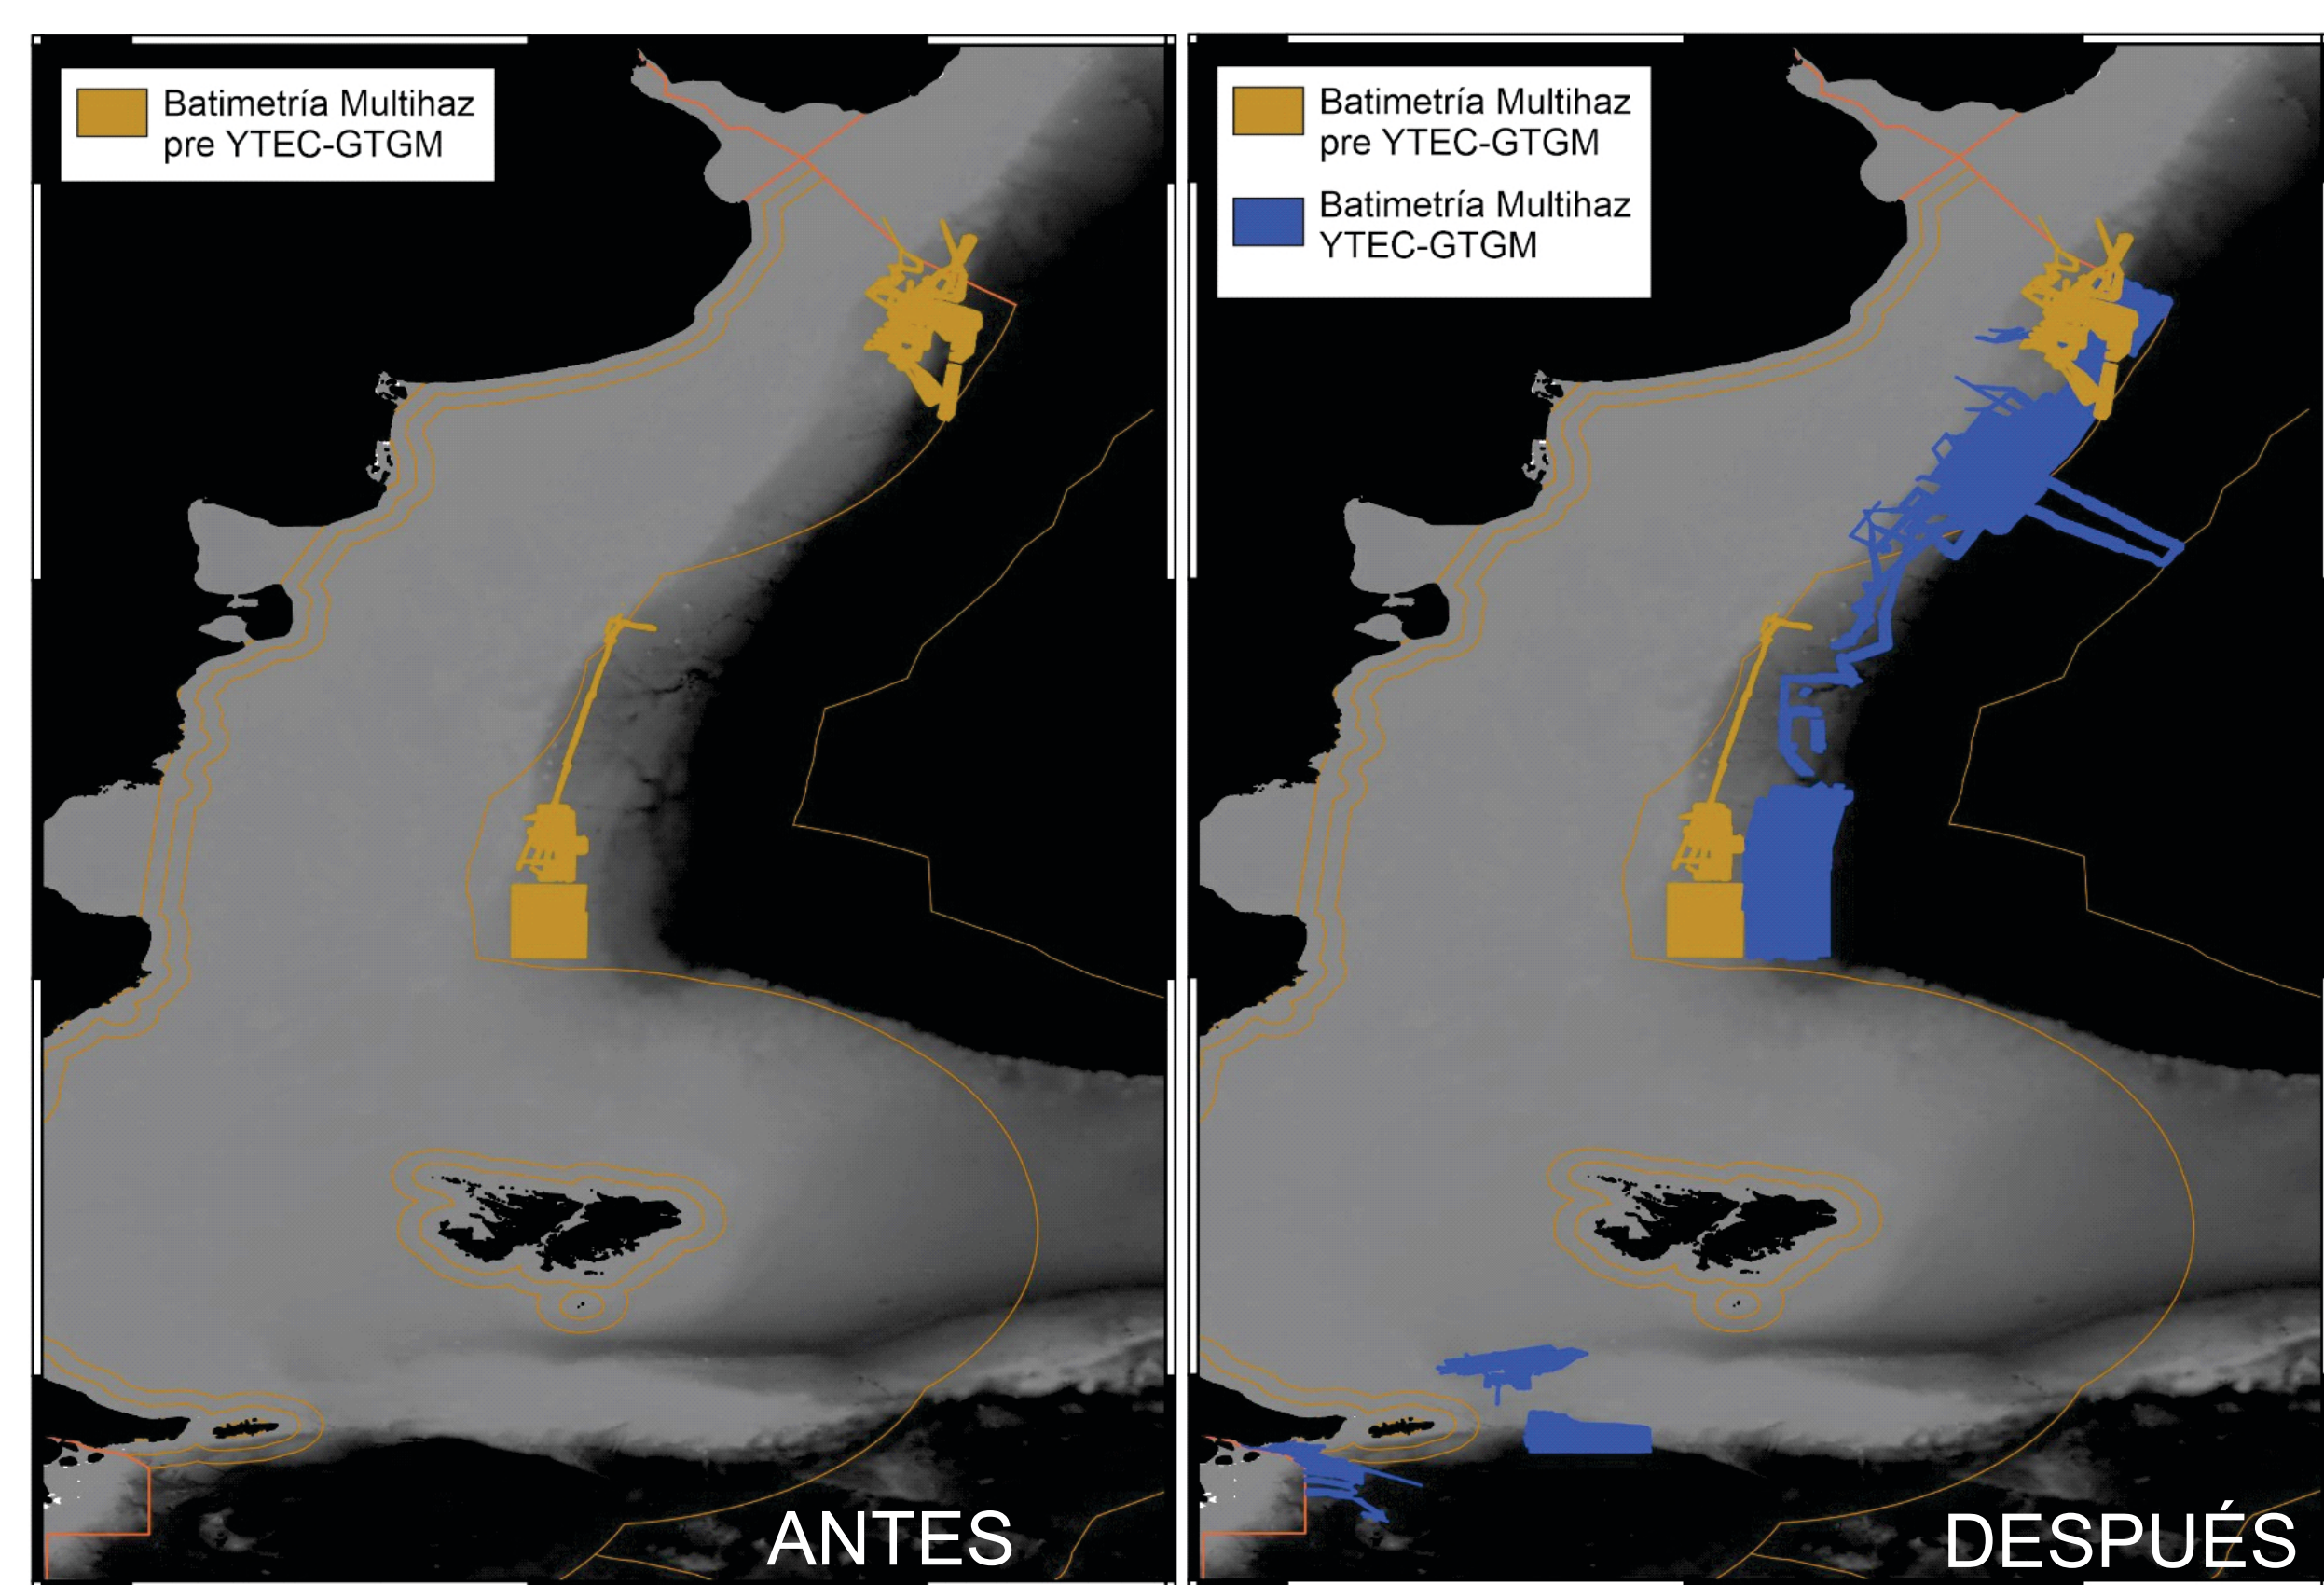 Batimetría Multihaz
pre YTEC-GTGM
ANTES
Batimetría Multihaz
pre YTEC-GTGM
Batimetría Multihaz
YTEC-GTGM
DESPUÉS